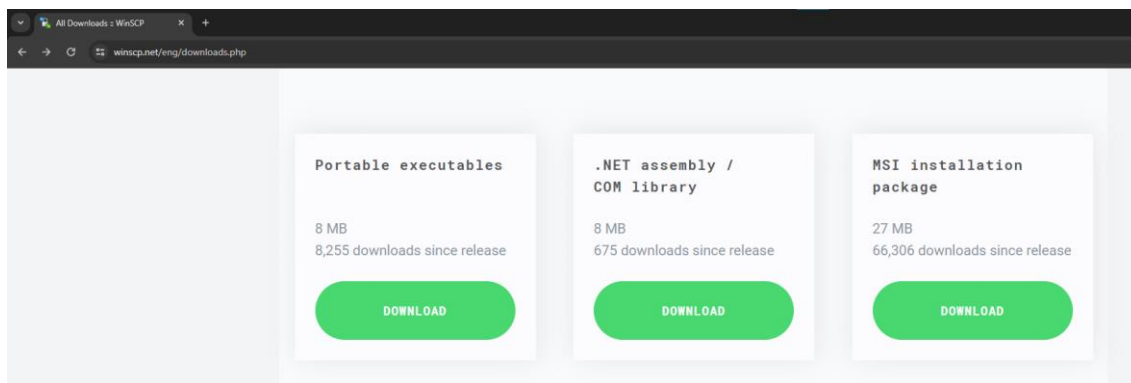 All Downloads :: WinSCP
winscp.net/eng/downloads.php
Portable executables
8 MB
8,255 downloads since release
DOWNLOAD
.NET assembly /
COM library
8 MB
675 downloads since release
DOWNLOAD
MSI installation
package
27 MB
66,306 downloads since release
DOWNLOAD